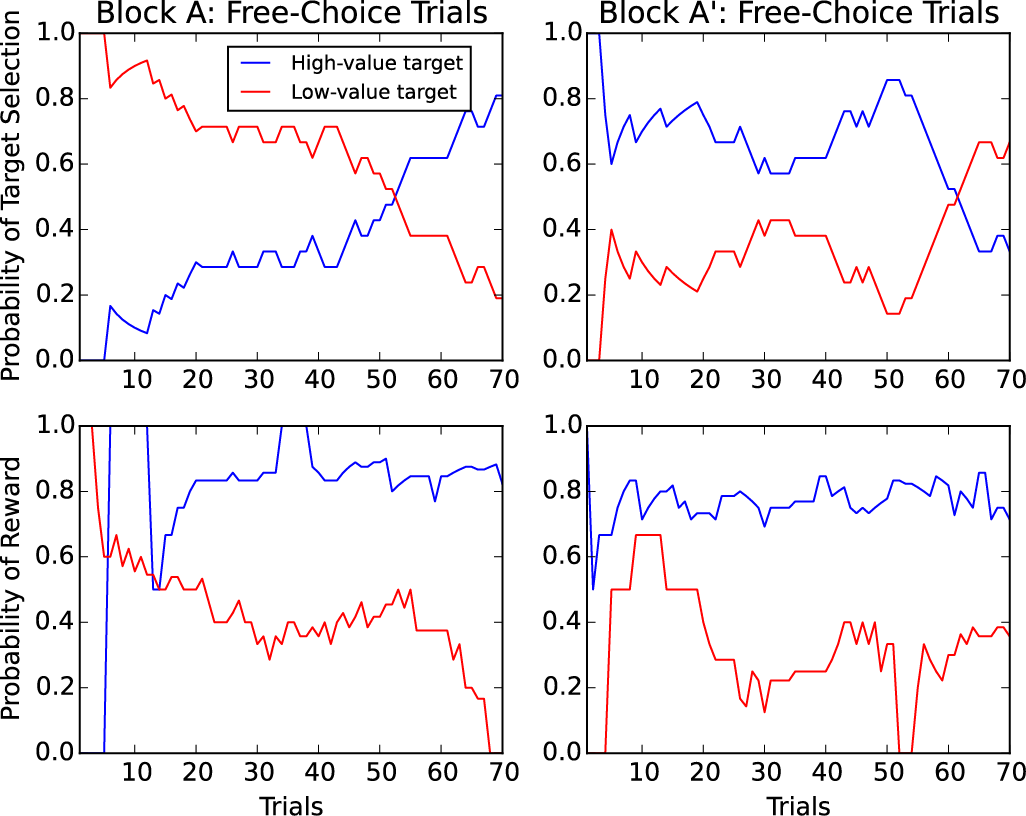 Block A: Free-Choice Trials
Block A': Free-Choice Trials
Probability of Target Selection
1.0
0.8
0.6
0.4
0.2
0.0
High-value target
Low-value target
10 20 30 40 50 60 70
1.0
0.8
0.6
0.4
0.2
0.0
10 20 30 40 50 60 70
Probability of Reward
1.0
0.8
0.6
0.4
0.2
0.0
10 20 30 40 50 60 70
Trials
1.0
0.8
0.6
0.4
0.2
0.0
10 20 30 40 50 60 70
Trials